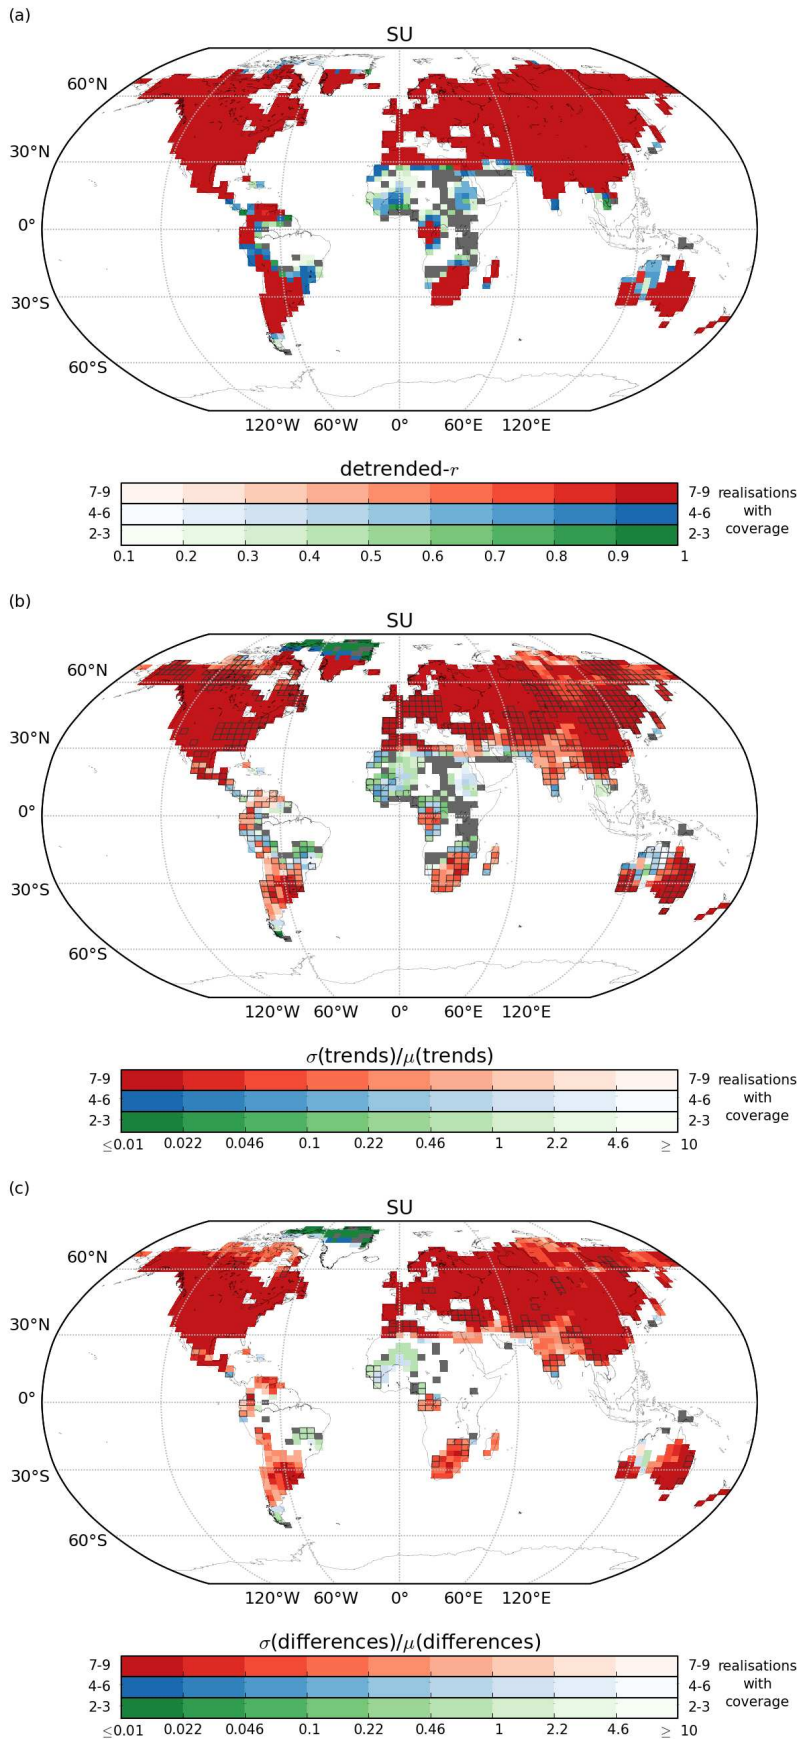 (a)
SU
60°N
30°N
0°
30°S
60°S
120°W 60°W 0° 60°E 120°E
detrended-r
7-9 7-9 realisations
4-6 4-6 with
2-3 2-3 coverage
0.1 0.2 0.3 0.4 0.5 0.6 0.7 0.8 0.9 1
(b)
SU
60°N
30°N
0°
30°S
60°S
120°W 60°W 0° 60°E 120°E
σ(trends)/μ(trends)
7-9 7-9 realisations
4-6 4-6 with
2-3 2-3 coverage
≤0.01 0.022 0.046 0.1 0.22 0.46 1 2.2 4.6 ≥ 10
(c)
SU
60°N
30°N
0°
30°S
60°S
120°W 60°W 0° 60°E 120°E
σ(differences)/μ(differences)
7-9 7-9 realisations
4-6 4-6 with
2-3 2-3 coverage
≤0.01 0.022 0.046 0.1 0.22 0.46 1 2.2 4.6 ≥ 10